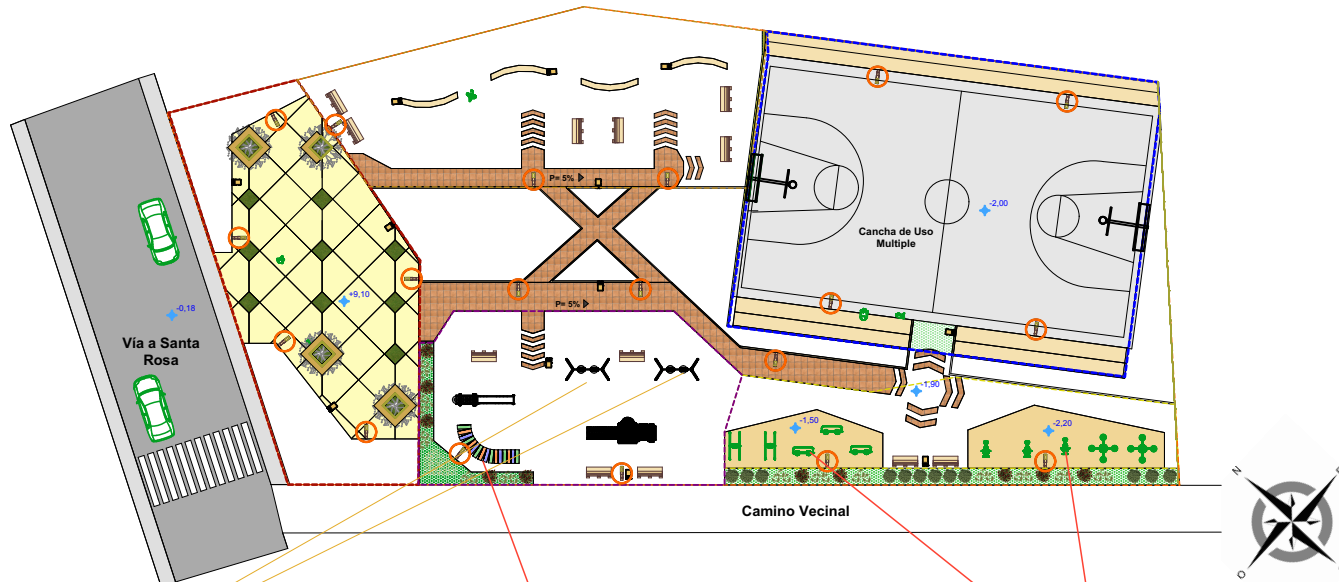 P= 5%
-2,00
Cancha de Uso
Multiple
+9,10
P= 5%
-0,18
Vía a Santa
Rosa
-1,90
-1,50
-2,20
Camino Vecinal
N
E
O